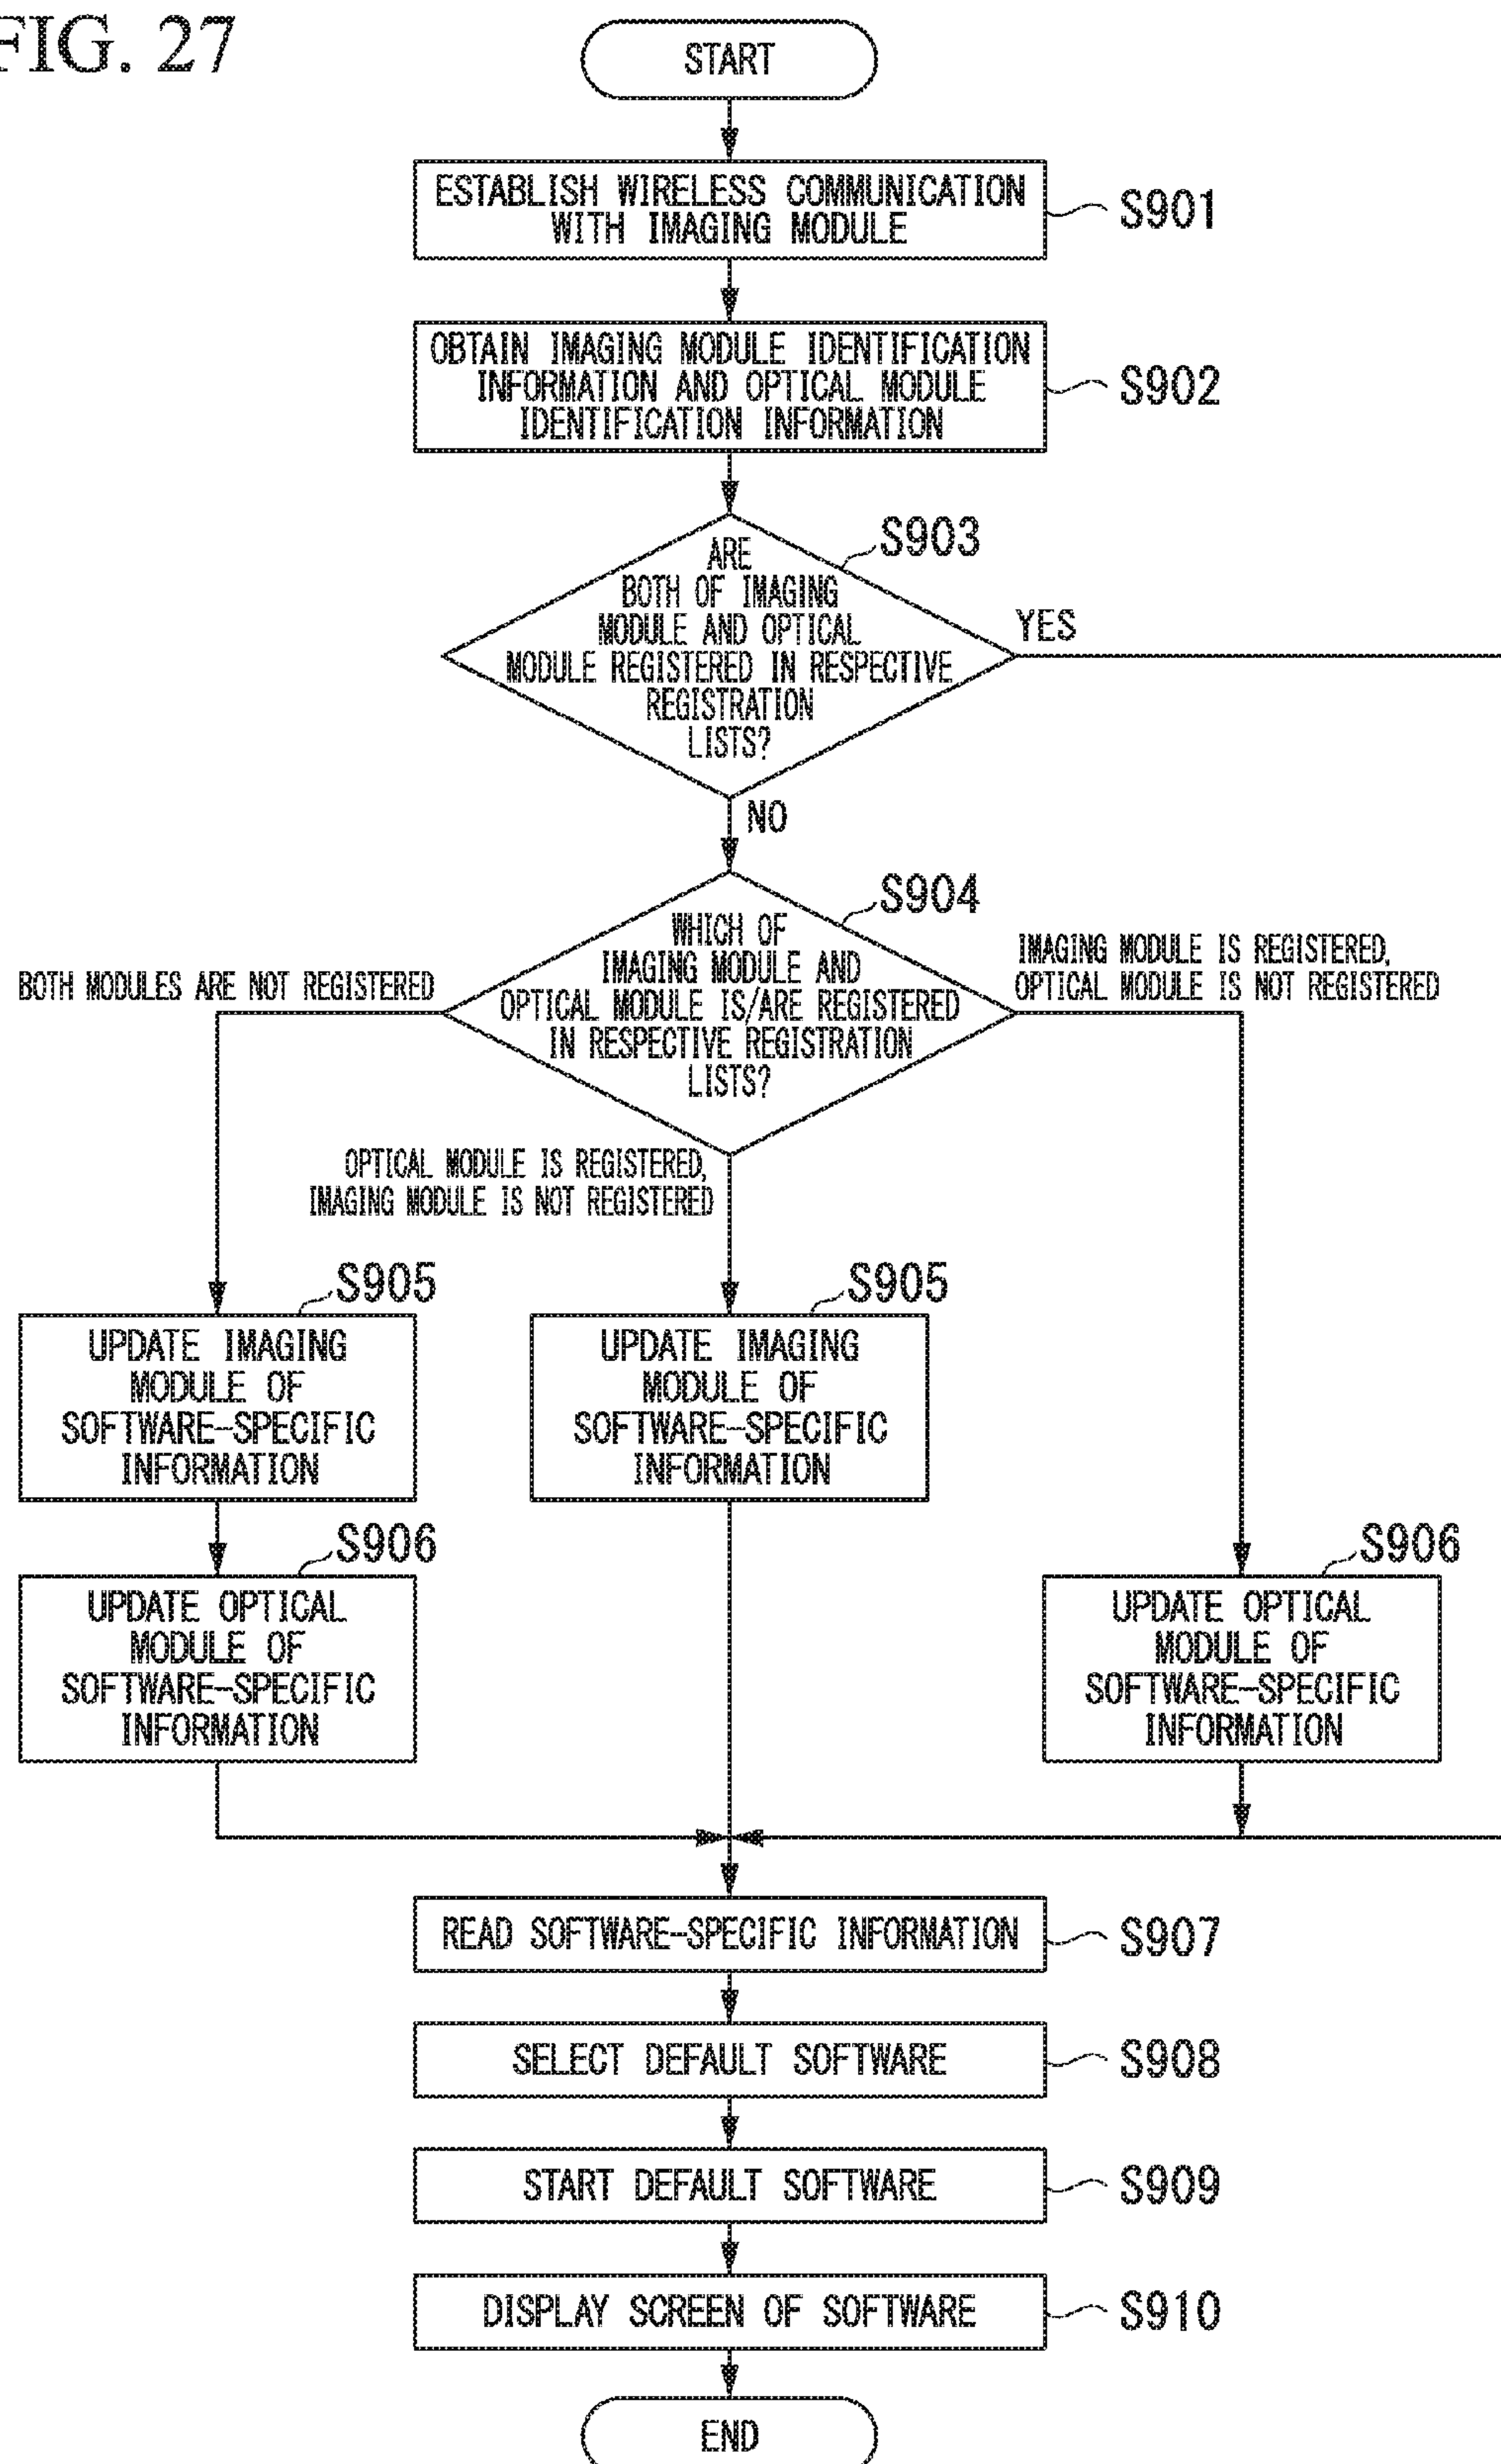 FIG. 27
START
ESTABLISH WIRELESS COMMUNICATION
WITH IMAGING MODULE
S901
OBTAIN IMAGING MODULE IDENTIFICATION
INFORMATION AND OPTICAL MODULE
IDENTIFICATION INFORMATION
S902
S903
ARE
BOTH OF IMAGING
MODULE AND OPTICAL
MODULE REGISTERED IN RESPECTIVE
REGISTRATION
LISTS?
YES
NO
S904
WHICH OF
IMAGING MODULE AND
OPTICAL MODULE IS/ARE REGISTERED
IN RESPECTIVE REGISTRATION
LISTS?
BOTH MODULES ARE NOT REGISTERED
IMAGING MODULE IS REGISTERED,
OPTICAL MODULE IS NOT REGISTERED
OPTICAL MODULE IS REGISTERED,
IMAGING MODULE IS NOT REGISTERED
S905
UPDATE IMAGING
MODULE OF
SOFTWARE-SPECIFIC
INFORMATION
S905
UPDATE IMAGING
MODULE OF
SOFTWARE-SPECIFIC
INFORMATION
S906
UPDATE OPTICAL
MODULE OF
SOFTWARE-SPECIFIC
INFORMATION
S906
UPDATE OPTICAL
MODULE OF
SOFTWARE-SPECIFIC
INFORMATION
READ SOFTWARE-SPECIFIC INFORMATION
S907
SELECT DEFAULT SOFTWARE
S908
START DEFAULT SOFTWARE
S909
DISPLAY SCREEN OF SOFTWARE
S910
END